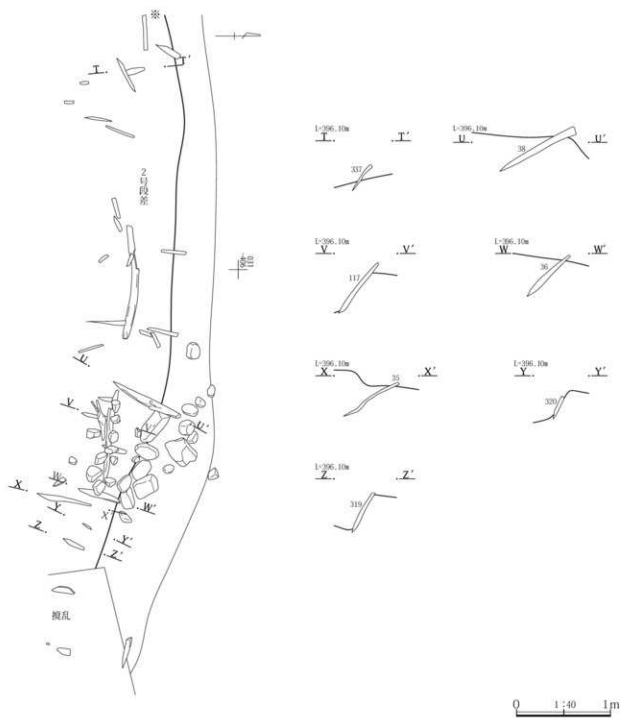 ※
T
T'
2号段差
U
V
V'
U'
W
X
Y
W'
X'
Z
Y'
Z'
撹乱
L=396.10m
T T'
337
L=396.10m
U U'
38
L=396.10m
V V'
117
L=396.10m
W W'
36
L=396.10m
X X'
35
L=396.10m
Y Y'
320
L=396.10m
Z Z'
319
0 1:40 1m